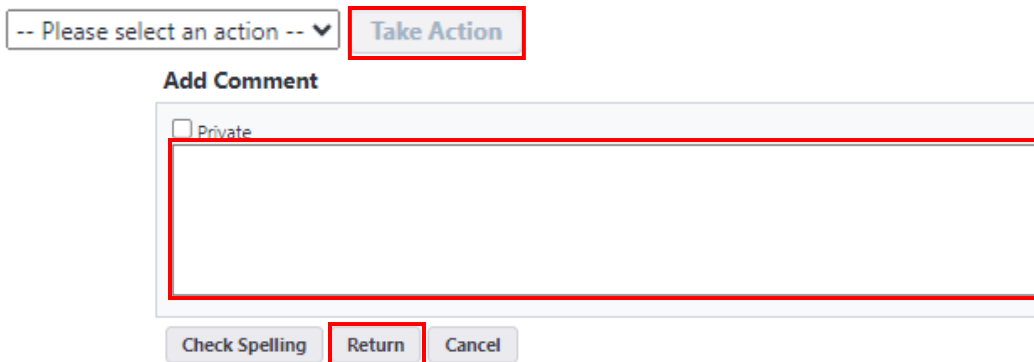 -- Please select an action -- Take Action
Add Comment
Private
Check Spelling Return Cancel